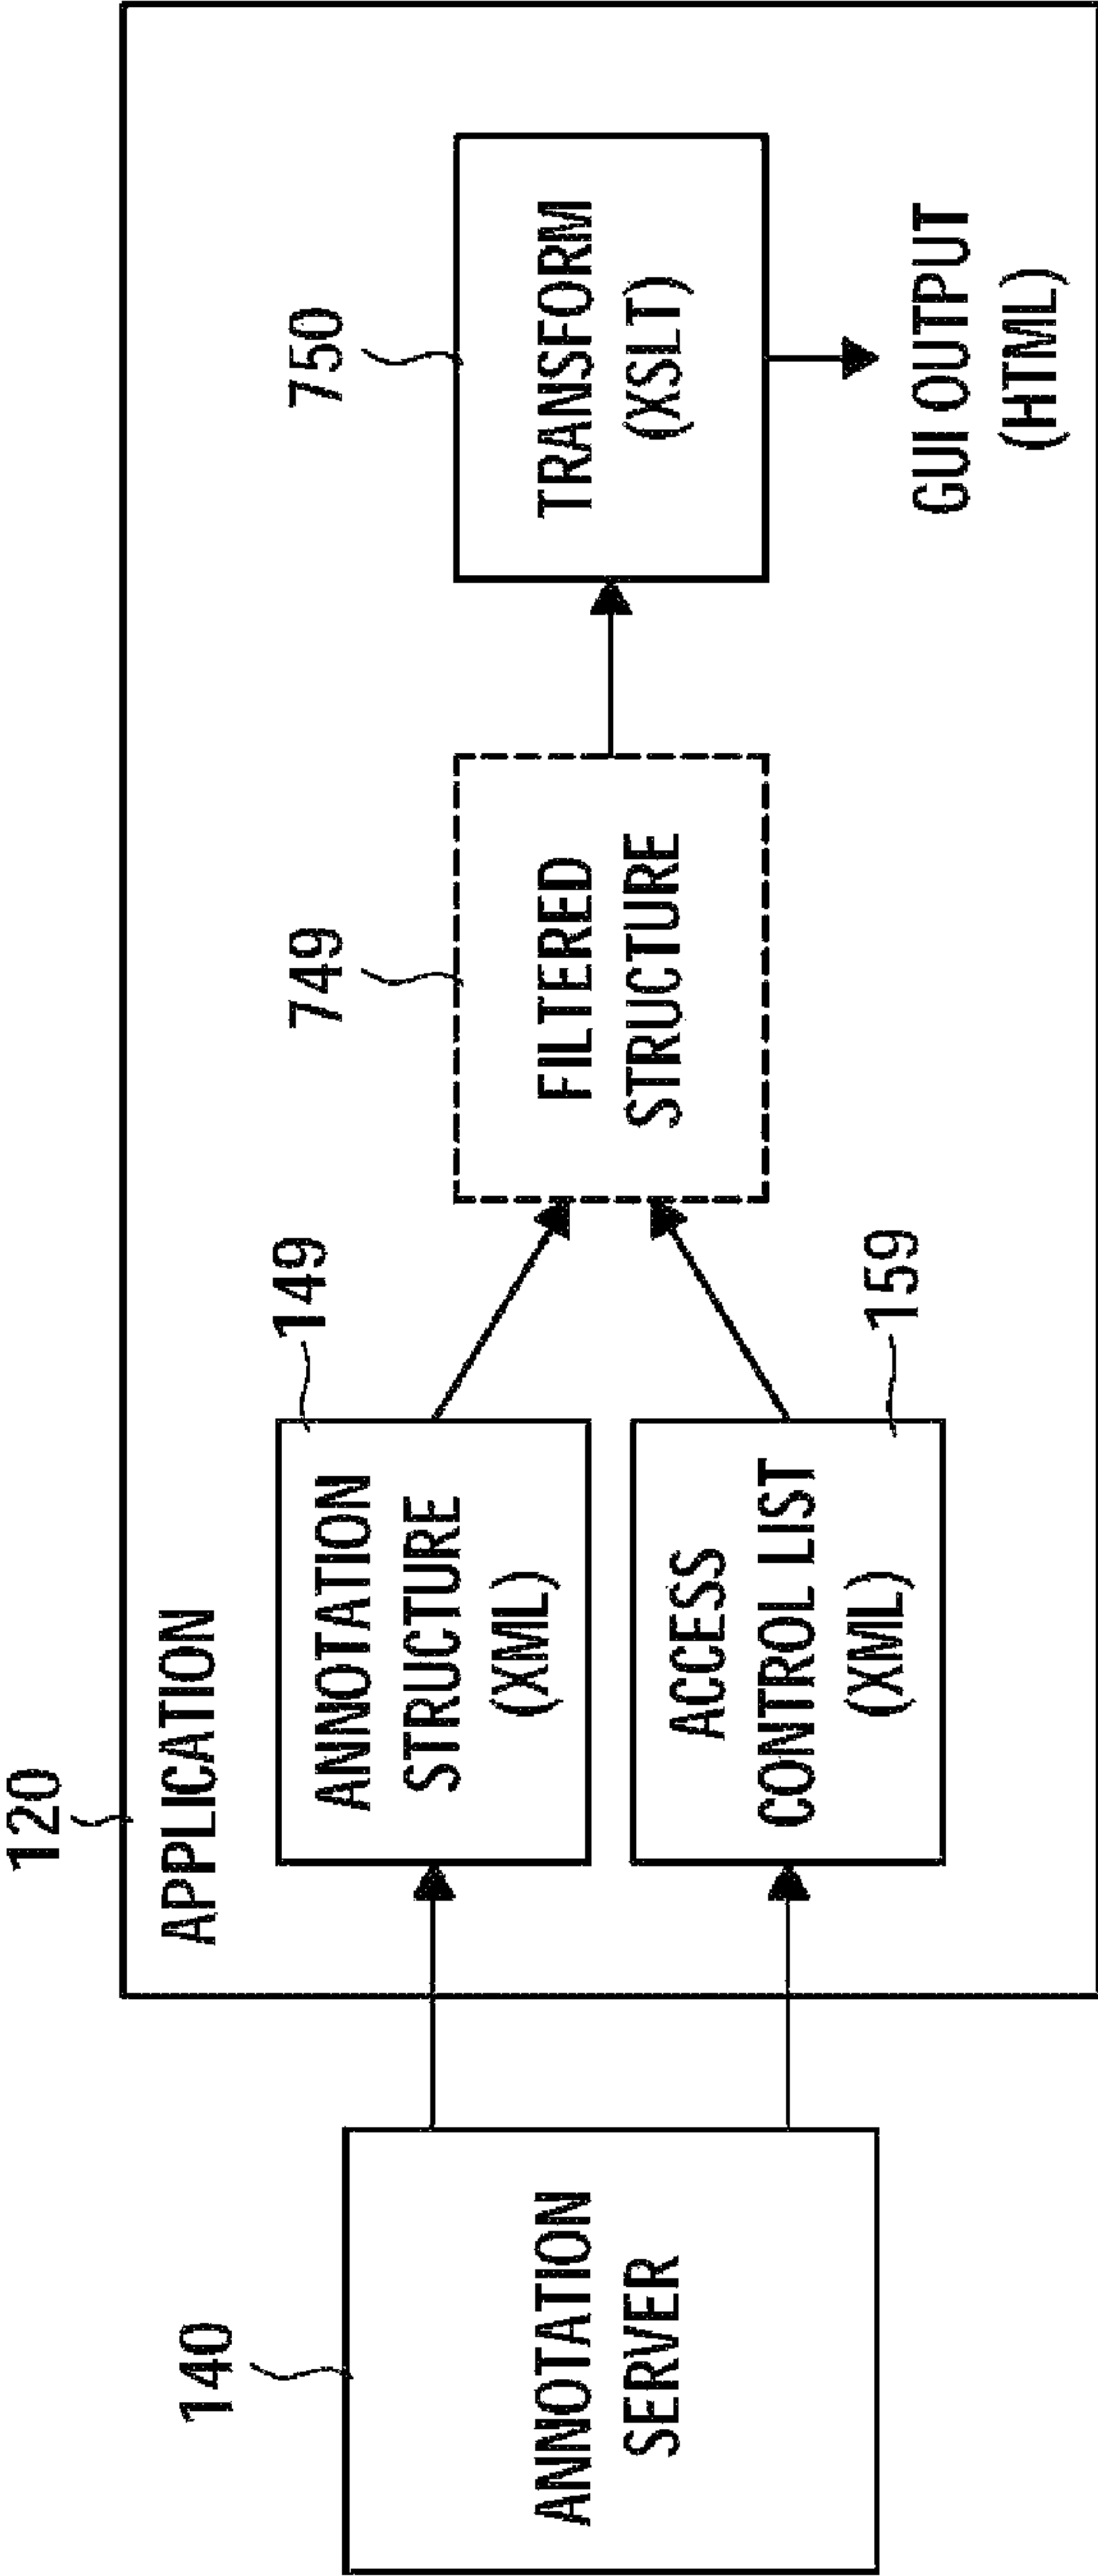 120
APPLICATION
140
ANNOTATION
SERVER
149
ANNOTATION
STRUCTURE
(XML)
159
ACCESS
CONTROL LIST
(XML)
749
FILTERED
STRUCTURE
750
TRANSFORM
(XSLT)
GUI OUTPUT
(HTML)